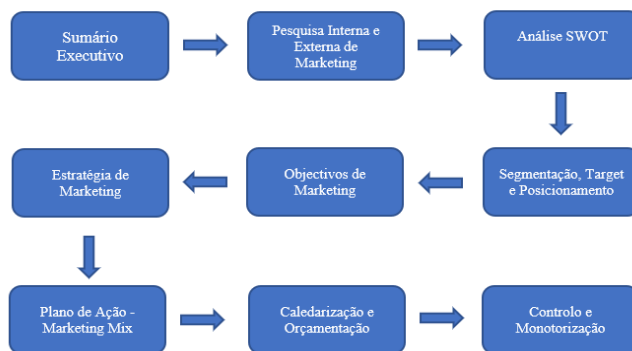 Sumário
Executivo
Pesquisa Interna e
Externa de
Marketing
Análise SWOT
Segmentação, Target
e Posicionamento
Objectivos de
Marketing
Estratégia de
Marketing
Plano de Ação -
Marketing Mix
Caledarização e
Orçamentação
Controlo e
Monotorização